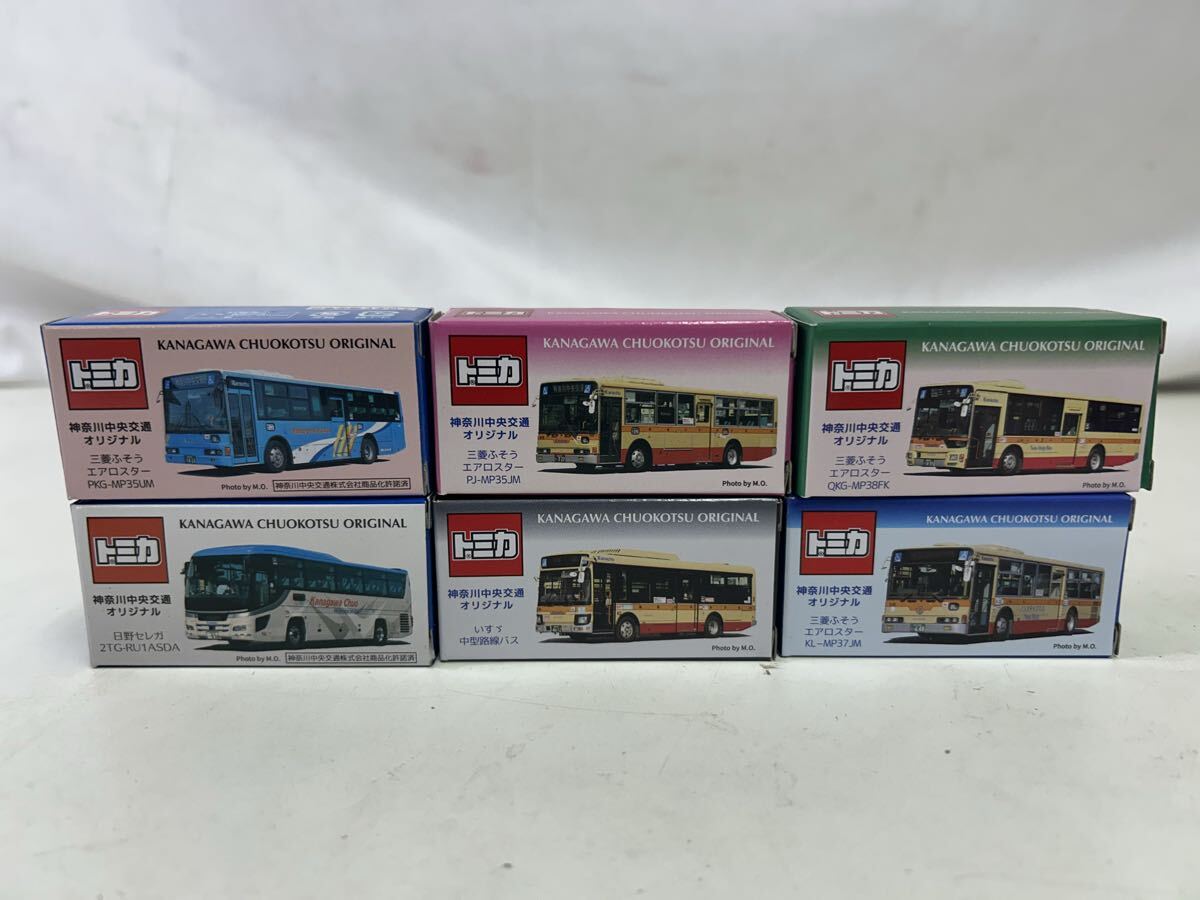 トミカ
KANAGAWA CHUOKOTSU ORIGINAL
神奈川中央交通
オリジナル
三菱ふそう
エアロスター
PKG-MP35UM
Photo by M.O.
神奈川中央交通株式会社商品化許諾済
トミカ
KANAGAWA CHUOKOTSU ORIGINAL
神奈川中央交通
オリジナル
三菱ふそう
エアロスター
PJ-MP35JM
Photo by M.O.
トミカ
KANAGAWA CHUOKOTSU ORIGINAL
神奈川中央交通
オリジナル
三菱ふそう
エアロスター
QKG-MP38FK
Photo by M.O.
トミカ
KANAGAWA CHUOKOTSU ORIGINAL
神奈川中央交通
オリジナル
日野セレガ
2TG-RU1ASDA
Kanagawa Chuo
Photo by M.O.
神奈川中央交通株式会社商品化許諾済
トミカ
KANAGAWA CHUOKOTSU ORIGINAL
神奈川中央交通
オリジナル
いすゞ
中型路線バス
Photo by M.O.
トミカ
KANAGAWA CHUOKOTSU ORIGINAL
神奈川中央交通
オリジナル
三菱ふそう
エアロスター
KL-MP37JM
Photo by M.O.